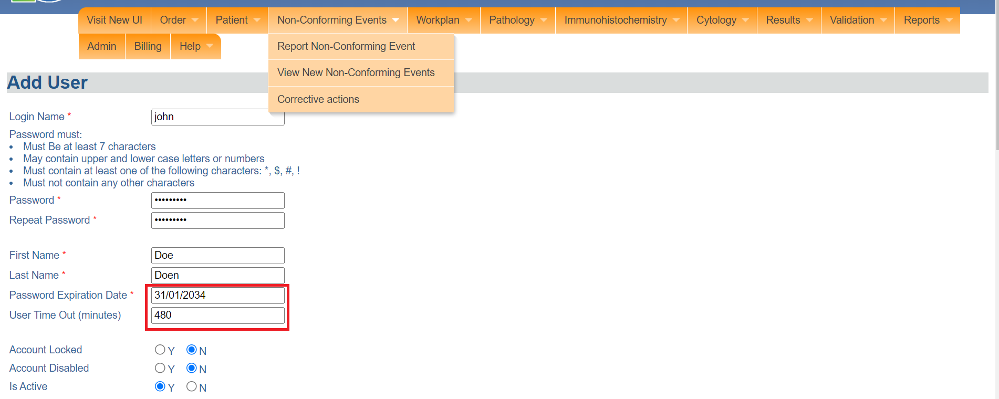 Visit New UI Order Patient Non-Conforming Events Workplan Pathology Immunohistochemistry Cytology Results Validation Reports
Admin Billing Help
Report Non-Conforming Event
View New Non-Conforming Events
Corrective actions
Add User
Login Name * john
Password must:
• Must Be at least 7 characters
• May contain upper and lower case letters or numbers
• Must contain at least one of the following characters: *, $, #, !
• Must not contain any other characters
Password * •••••••••
Repeat Password * •••••••••
First Name * Doe
Last Name * Doen
Password Expiration Date * 31/01/2034
User Time Out (minutes) 480
Account Locked Y N
Account Disabled Y N
Is Active Y N